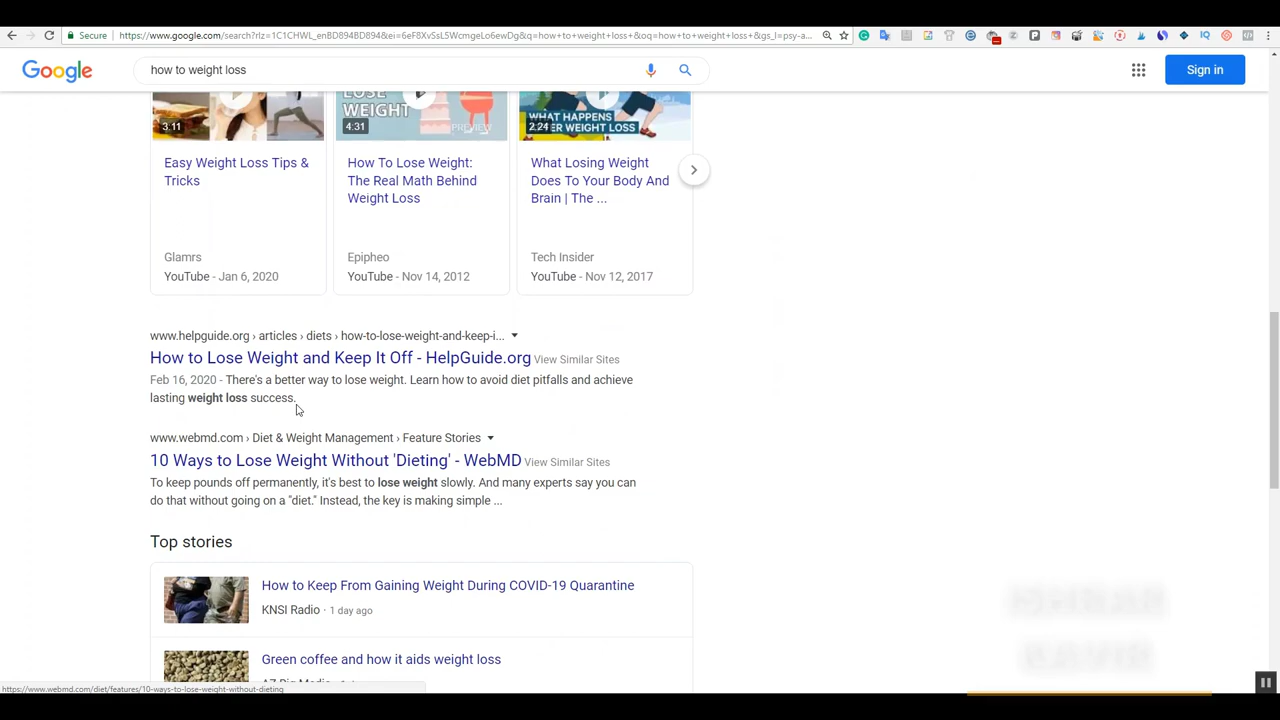 Secure
https://www.google.com/search?rlz=1C1CHWL_enBD894BD894&ei=6eF8XvSsL5WcmgeLo6ewDg&q=how+to+weight+loss+&oq=how+to+weight+loss+&gs_l=psy-a...
Google
how to weight loss
Sign in
LOSE
WEIGHT
PREVIEW
WHAT HAPPENS
WEIGHT LOSS
3:11
4:31
2:24
Easy Weight Loss Tips &
Tricks
Glamrs
YouTube - Jan 6, 2020
How To Lose Weight:
The Real Math Behind
Weight Loss
Epipheo
YouTube - Nov 14, 2012
What Losing Weight
Does To Your Body And
Brain | The ...
Tech Insider
YouTube - Nov 12, 2017
www.helpguide.org › articles › diets › how-to-lose-weight-and-keep-i...
How to Lose Weight and Keep It Off - HelpGuide.org View Similar Sites
Feb 16, 2020 - There's a better way to lose weight. Learn how to avoid diet pitfalls and achieve
lasting weight loss success.
www.webmd.com › Diet & Weight Management › Feature Stories
10 Ways to Lose Weight Without 'Dieting' - WebMD View Similar Sites
To keep pounds off permanently, it's best to lose weight slowly. And many experts say you can
do that without going on a "diet." Instead, the key is making simple ...
Top stories
How to Keep From Gaining Weight During COVID-19 Quarantine
KNSI Radio · 1 day ago
Green coffee and how it aids weight loss
https://www.webmd.com/diet/features/10-ways-to-lose-weight-without-dieting